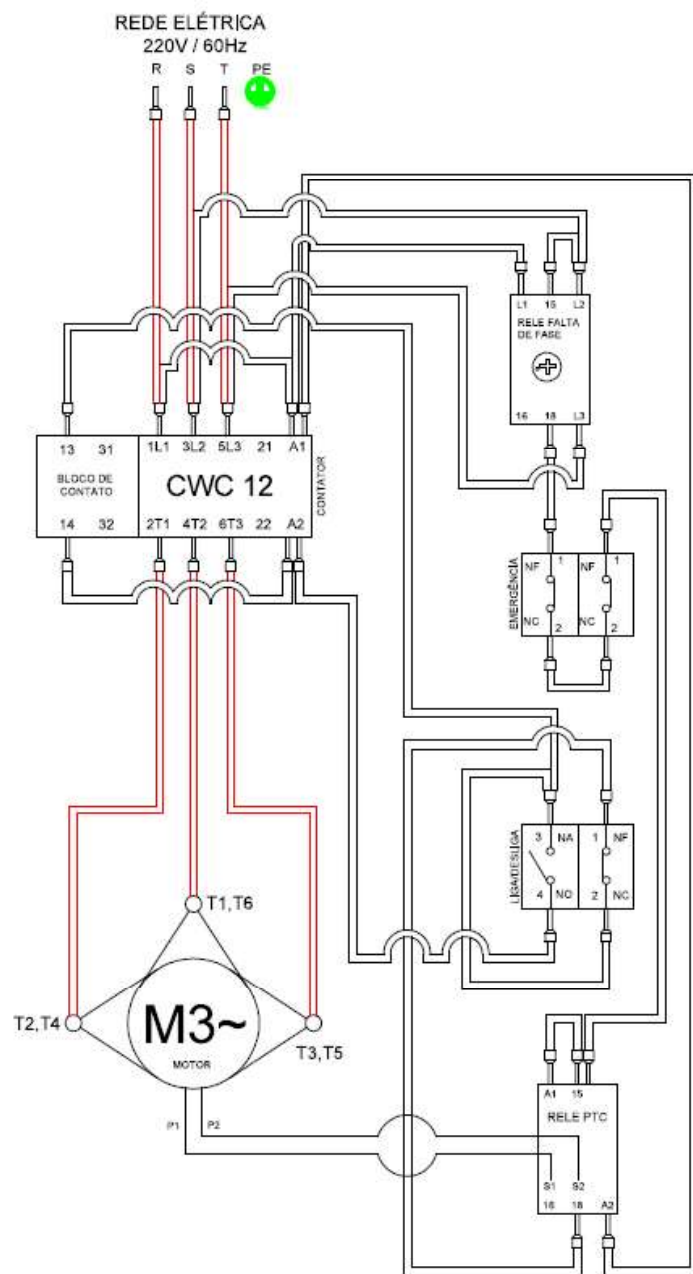 REDE ELÉTRICA
220V / 60Hz
R S T PE
L1 15 L2
RELE FALTA
DE FASE
16 18 L3
13 31 1L1 3L2 5L3 21 A1
BLOCO DE
CONTATO
CWC 12
CONTATOR
14 32 2T1 4T2 6T3 22 A2
EMERGÊNCIA
NF 1 NF 1
NC 2 NC 2
LIGA/DESLIGA
3 NA 1 NF
4 NO 2 NC
T1,T6
M3~
MOTOR
T2,T4
T3,T5
P1 P2
A1 15
RELE PTC
S1 S2
16 18 A2